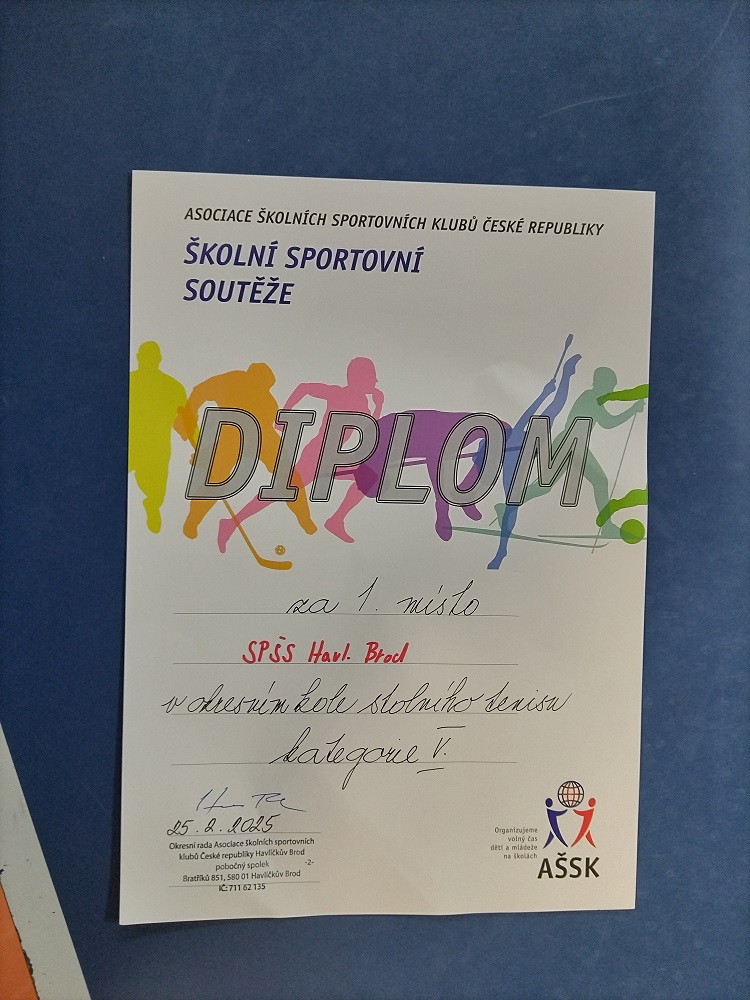 ASOCIACE ŠKOLNÍCH SPORTOVNÍCH KLUBŮ ČESKÉ REPUBLIKY
ŠKOLNÍ SPORTOVNÍ
SOUTĚŽE
DIPLOM
za 1. místo
SPŠS Havl. Brod
v okresním kole stolního tenisu
kategorie V.
25.2.2025
Okresní rada Asociace školních sportovních
klubů České republiky Havlíčkův Brod
pobočný spolek -2-
Bratříků 851, 580 01 Havlíčkův Brod
IČ: 711 62 135
Organizujeme
volný čas
dětí a mládeže
na školách
AŠSK